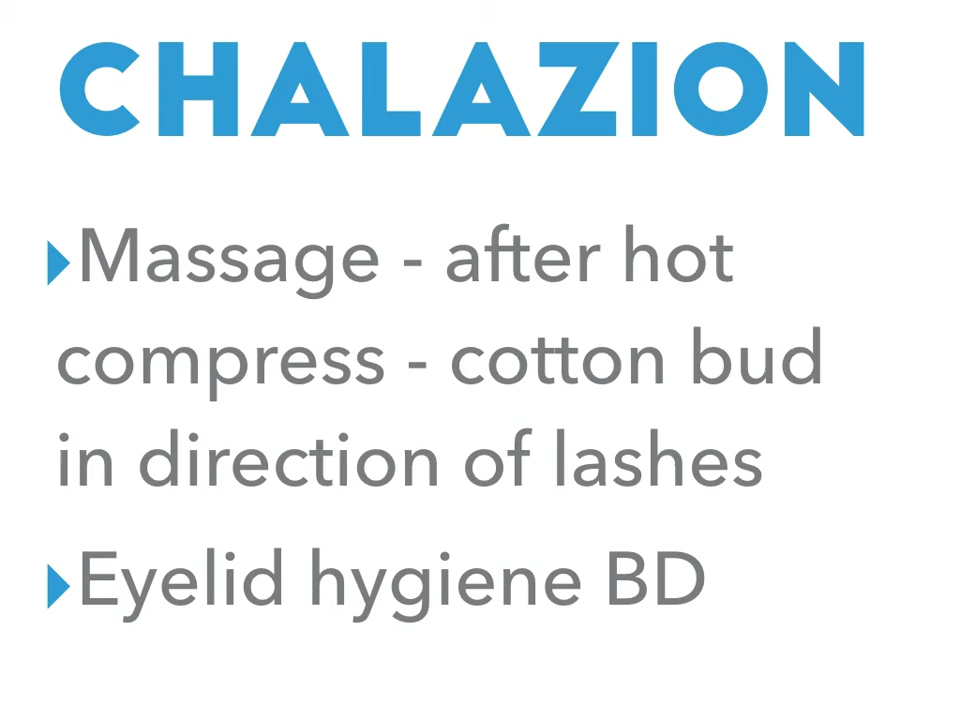 CHALAZION
▸Massage - after hot
compress - cotton bud
in direction of lashes
▸Eyelid hygiene BD